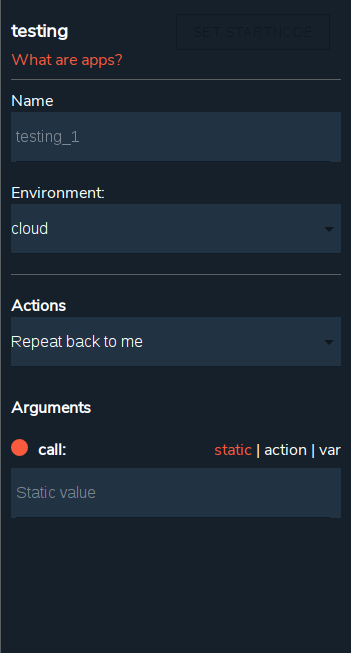 testing
SET STARTNODE
What are apps?
Name
testing_1
Environment:
cloud
Actions
Repeat back to me
Arguments
call:
static | action | var
Static value